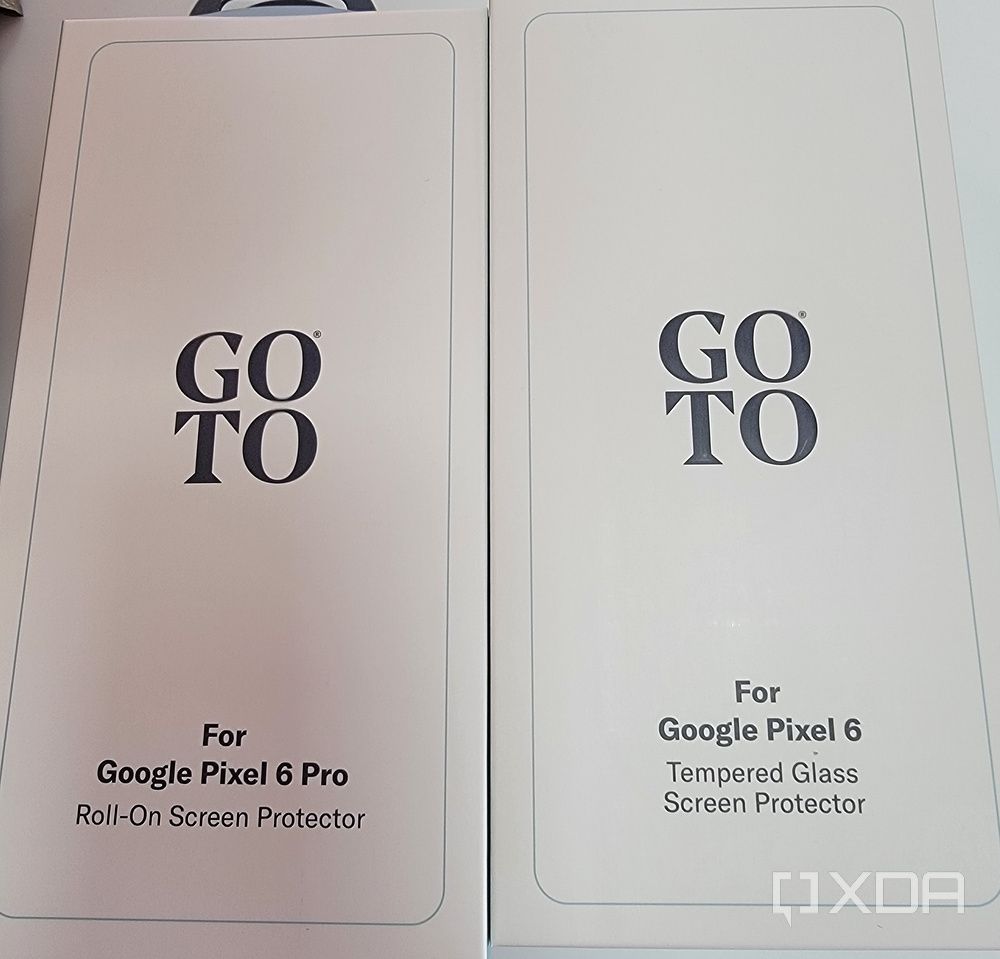 GO®
TO
For
Google Pixel 6 Pro
Roll-On Screen Protector
GO®
TO
For
Google Pixel 6
Tempered Glass
Screen Protector
XDA